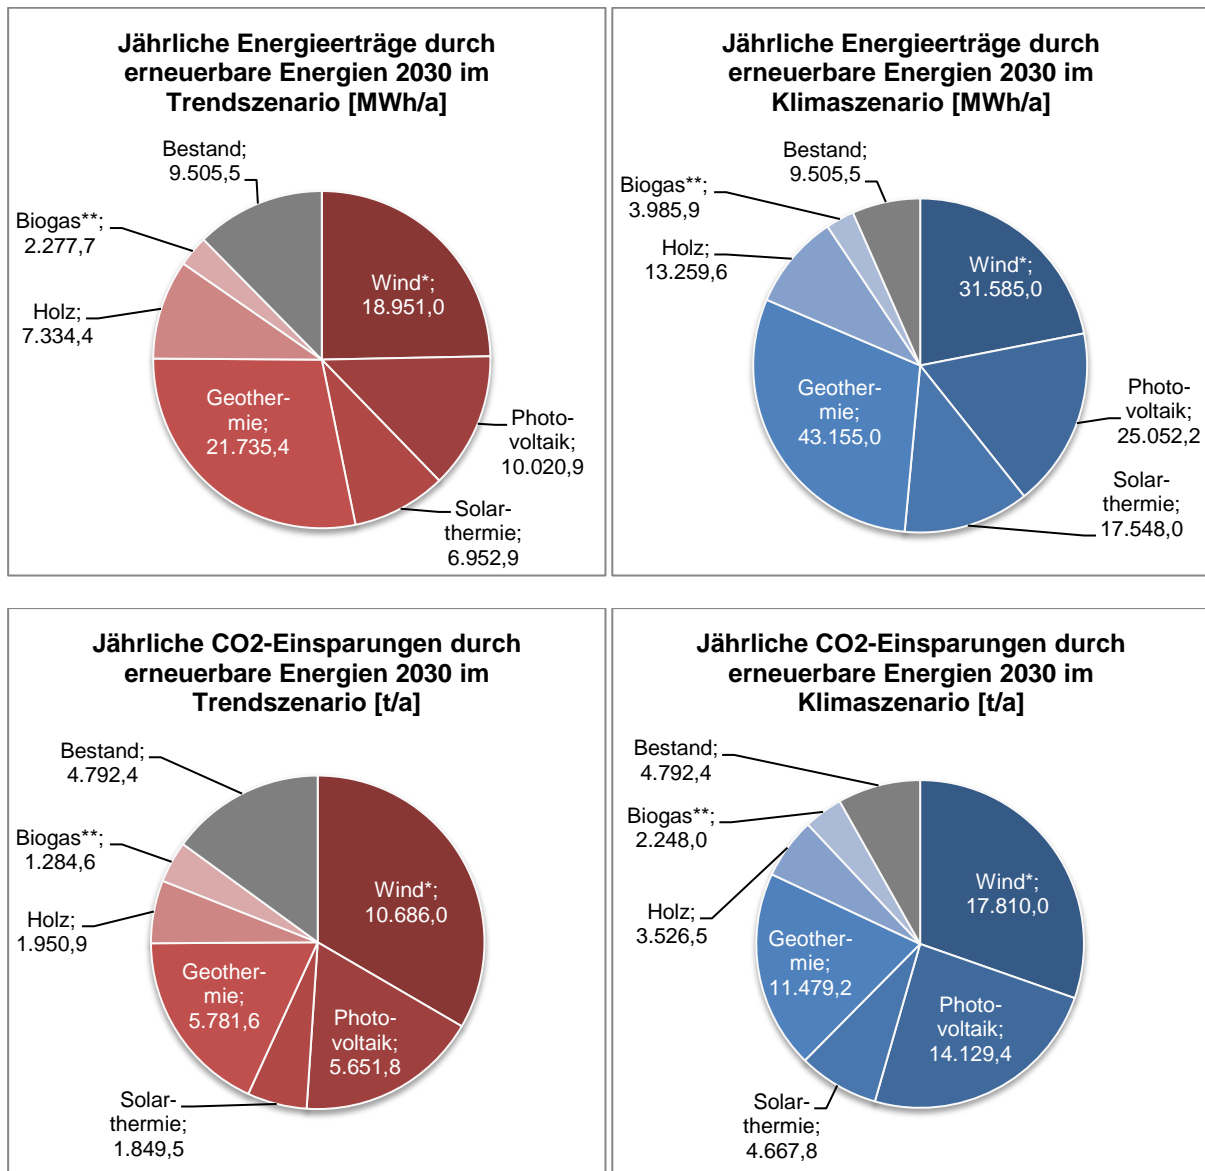 Jährliche Energieerträge durch
erneuerbare Energien 2030 im
Trendszenario [MWh/a]
Bestand;
9.505,5
Biogas**;
2.277,7
Holz;
7.334,4
Wind*;
18.951,0
Geother-
mie;
21.735,4
Photo-
voltaik;
10.020,9
Solar-
thermie;
6.952,9
Jährliche Energieerträge durch
erneuerbare Energien 2030 im
Klimaszenario [MWh/a]
Bestand;
9.505,5
Biogas**;
3.985,9
Holz;
13.259,6
Wind*;
31.585,0
Geother-
mie;
43.155,0
Photo-
voltaik;
25.052,2
Solar-
thermie;
17.548,0
Jährliche CO2-Einsparungen durch
erneuerbare Energien 2030 im
Trendszenario [t/a]
Bestand;
4.792,4
Biogas**;
1.284,6
Holz;
1.950,9
Wind*;
10.686,0
Geother-
mie;
5.781,6
Photo-
voltaik;
5.651,8
Solar-
thermie;
1.849,5
Jährliche CO2-Einsparungen durch
erneuerbare Energien 2030 im
Klimaszenario [t/a]
Bestand;
4.792,4
Biogas**;
2.248,0
Holz;
3.526,5
Wind*;
17.810,0
Geother-
mie;
11.479,2
Photo-
voltaik;
14.129,4
Solar-
thermie;
4.667,8